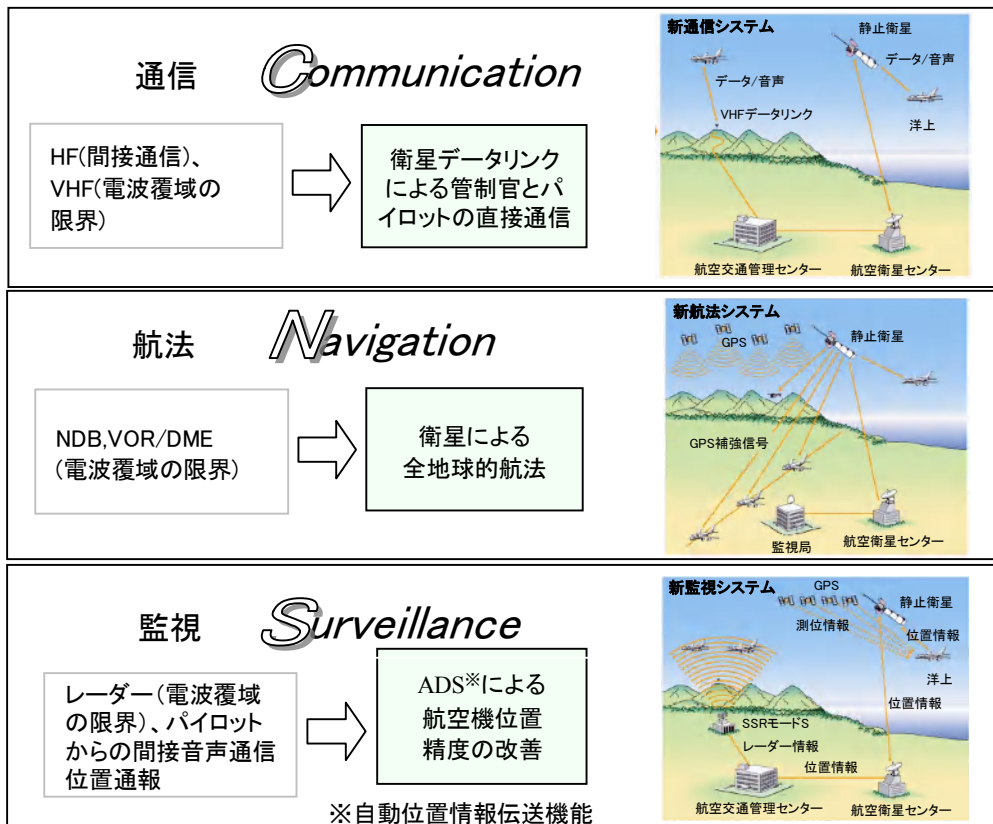 通信 Communication
HF(間接通信)、
VHF(電波覆域の
限界)
衛星データリンク
による管制官とパ
イロットの直接通信
新通信システム
静止衛星
データ/音声
データ/音声
VHFデータリンク
洋上
航空交通管理センター
航空衛星センター
航法 Navigation
NDB,VOR/DME
(電波覆域の限界)
衛星による
全地球的航法
新航法システム
GPS
静止衛星
GPS補強信号
監視局
航空衛星センター
監視 Surveillance
レーダー(電波覆域
の限界)、パイロット
からの間接音声通信
位置通報
ADS※による
航空機位置
精度の改善
※自動位置情報伝送機能
新監視システム
GPS
静止衛星
測位情報
位置情報
洋上
位置情報
SSRモードS
レーダー情報
位置情報
航空交通管理センター
航空衛星センター